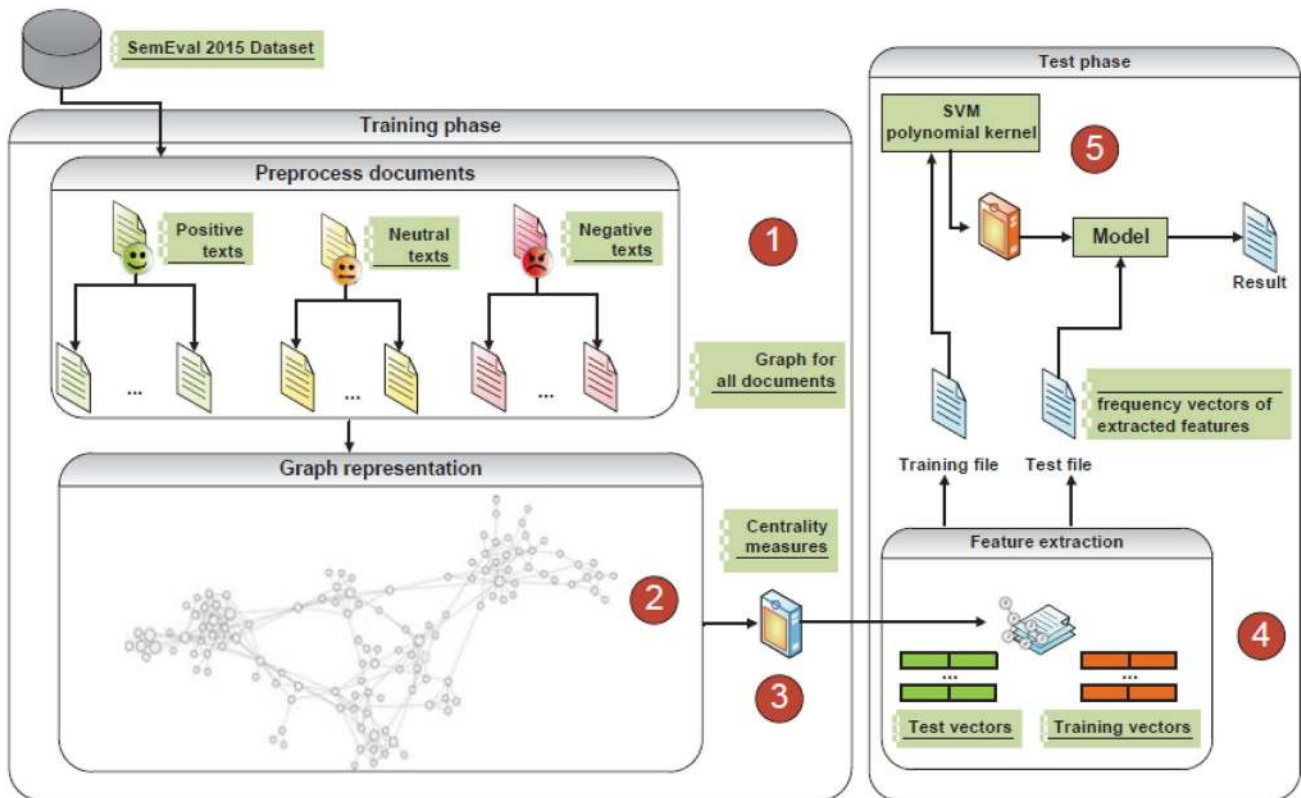 SemEval 2015 Dataset
Training phase
Preprocess documents
Positive
texts
Neutral
texts
Negative
texts
1
...
...
...
Graph for
all documents
Graph representation
2
Centrality
measures
3
Test phase
SVM
polynomial kernel
5
Model
Result
frequency vectors of
extracted features
Training file
Test file
Feature extraction
4
...
...
Test vectors
Training vectors